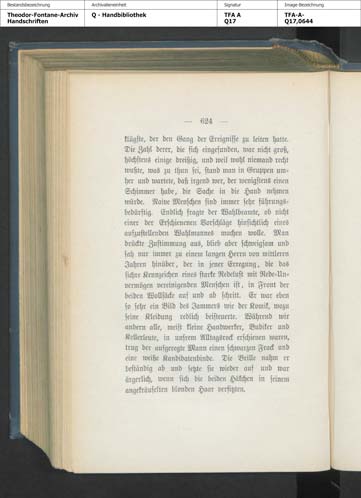 Bestandsbezeichnung
Archivalieneinheit
Signatur
Image Bezeichnung
Theodor-Fontane-Archiv
Handschriften
Q - Handbibliothek
TFA A
Q17
TFA-A-
Q17,0644
— 624 —
klügste, der den Gang der Ereignisse zu leiten hatte.
Die Zahl derer, die sich eingefunden, war nicht groß,
höchstens einige dreißig, und weil wohl niemand recht
wußte, was zu thun sei, stand man in Gruppen um-
her und wartete, daß irgend wer, der wenigstens einen
Schimmer habe, die Sache in die Hand nehmen
würde. Naive Menschen sind immer sehr führungs-
bedürftig. Endlich fragte der Wahlbeamte, ob nicht
einer der Erschienenen Vorschläge hinsichtlich eines
aufzustellenden Wahlmannes machen wolle. Man
drückte Zustimmung aus, blieb aber schweigsam und
sah nur immer zu einem langen Herrn von mittleren
Jahren hinüber, der in jener Erregung, die das
sichre Kennzeichen eines starke Redelust mit Rede-Un-
vermögen vereinigenden Menschen ist, in Front der
beiden Wollsäcke auf und ab schritt. Er war eben
so sehr ein Bild des Jammers wie der Komik, wozu
seine Kleidung redlich beisteuerte. Während wir
andern alle, meist kleine Handwerker, Budiker und
Kellerleute, in unsrem Alltagsrock erschienen waren,
trug der aufgeregte Mann einen schwarzen Frack und
eine weiße Kandidatenbinde. Die Brille nahm er
beständig ab und setzte sie wieder auf und war
ärgerlich, wenn sich die beiden Häkchen in seinem
angekräuselten blonden Haar verfitzten.